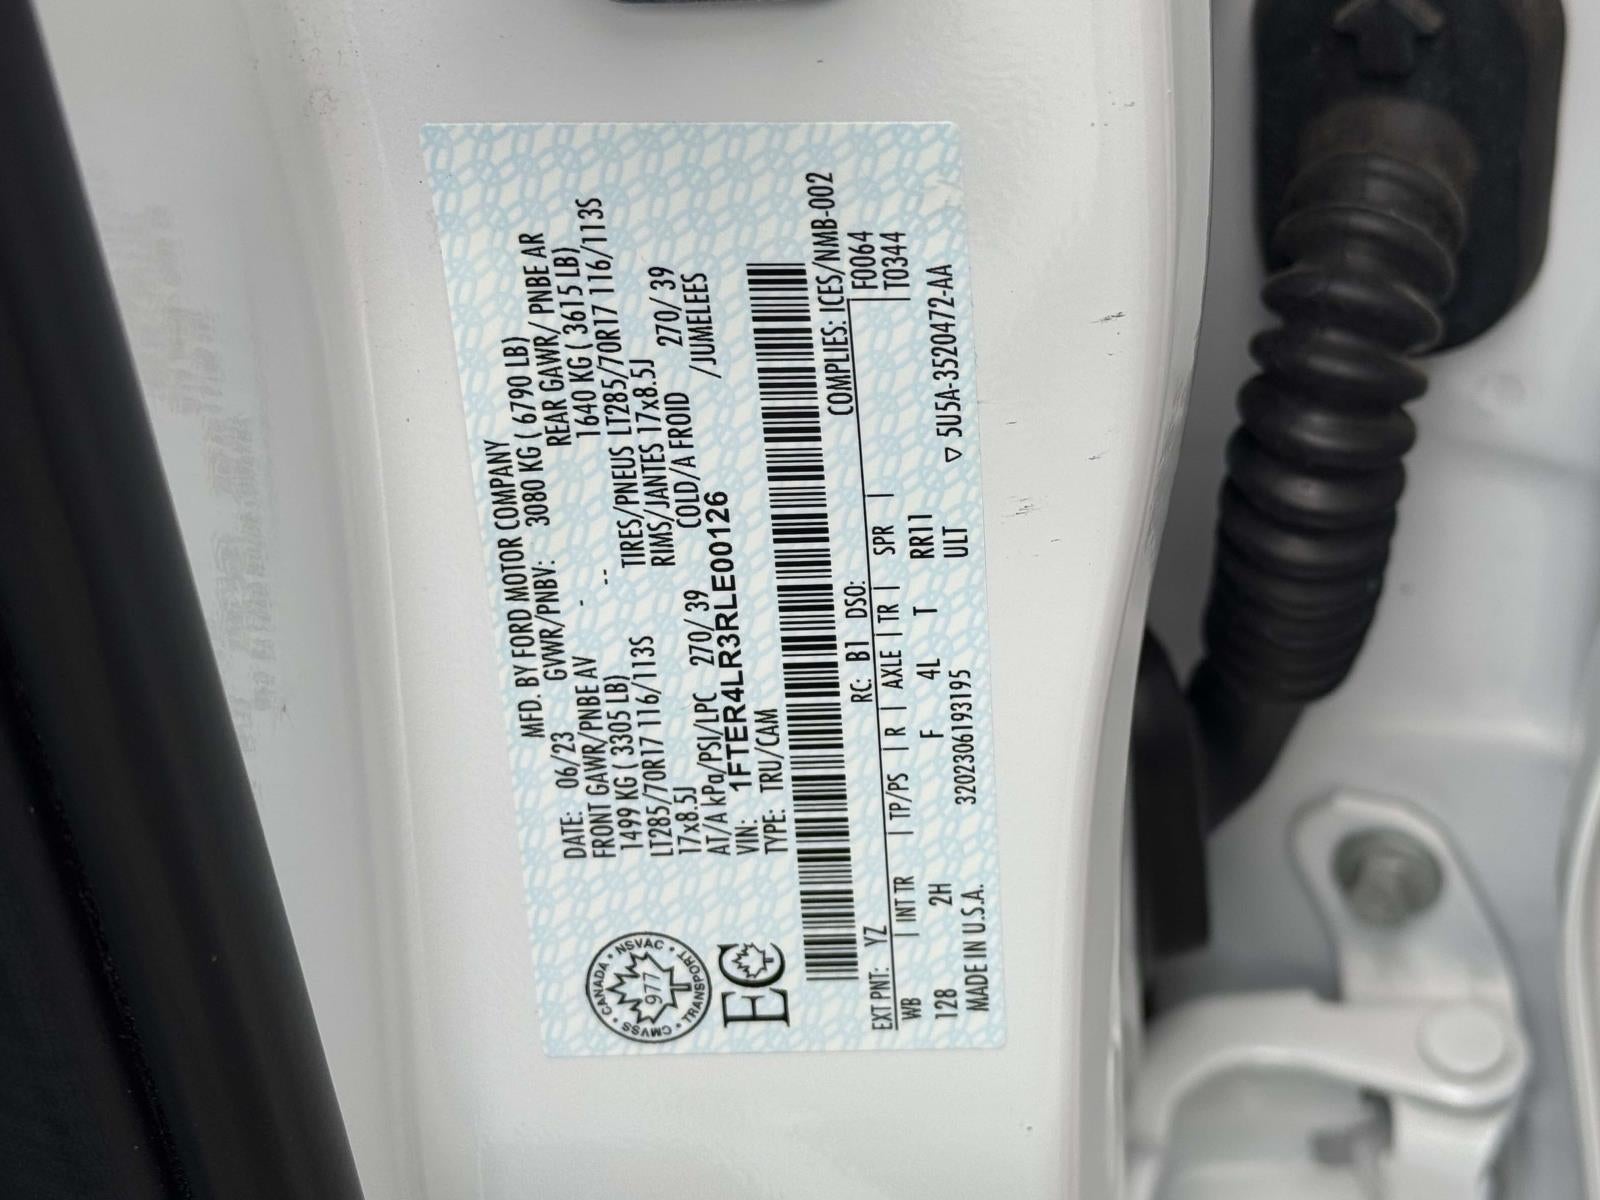 MFD. BY FORD MOTOR COMPANY
DATE: 06/23 GVWR/PNBV: 3080 KG ( 6790 LB)
FRONT GAWR/PNBE AV - -- REAR GAWR/ PNBE AR
1499 KG ( 3305 LB) 1640 KG ( 3615 LB)
LT285/70R17 116/113S TIRES/PNEUS LT285/70R17 116/113S
17x8.5J RIMS/JANTES 17x8.5J
AT/A kPa/PSI/LPC 270/ 39 COLD/A FROID 270/ 39
VIN: 1FTER4LR3RLE00126 /JUMELEES
TYPE: TRU/CAM
CANADA • NSVAC • TRANSPORT • CMVSS •
977
EC
COMPLIES: ICES/NMB-002
EXT PNT: YZ RC: B1 DSO: F0064
WB | INT TR | TP/PS | R | AXLE | TR | SPR | T0344
128 2H F 4L T RR11
MADE IN U.S.A. 3202306193195 ULT ▽ 5U5A-3520472-AA